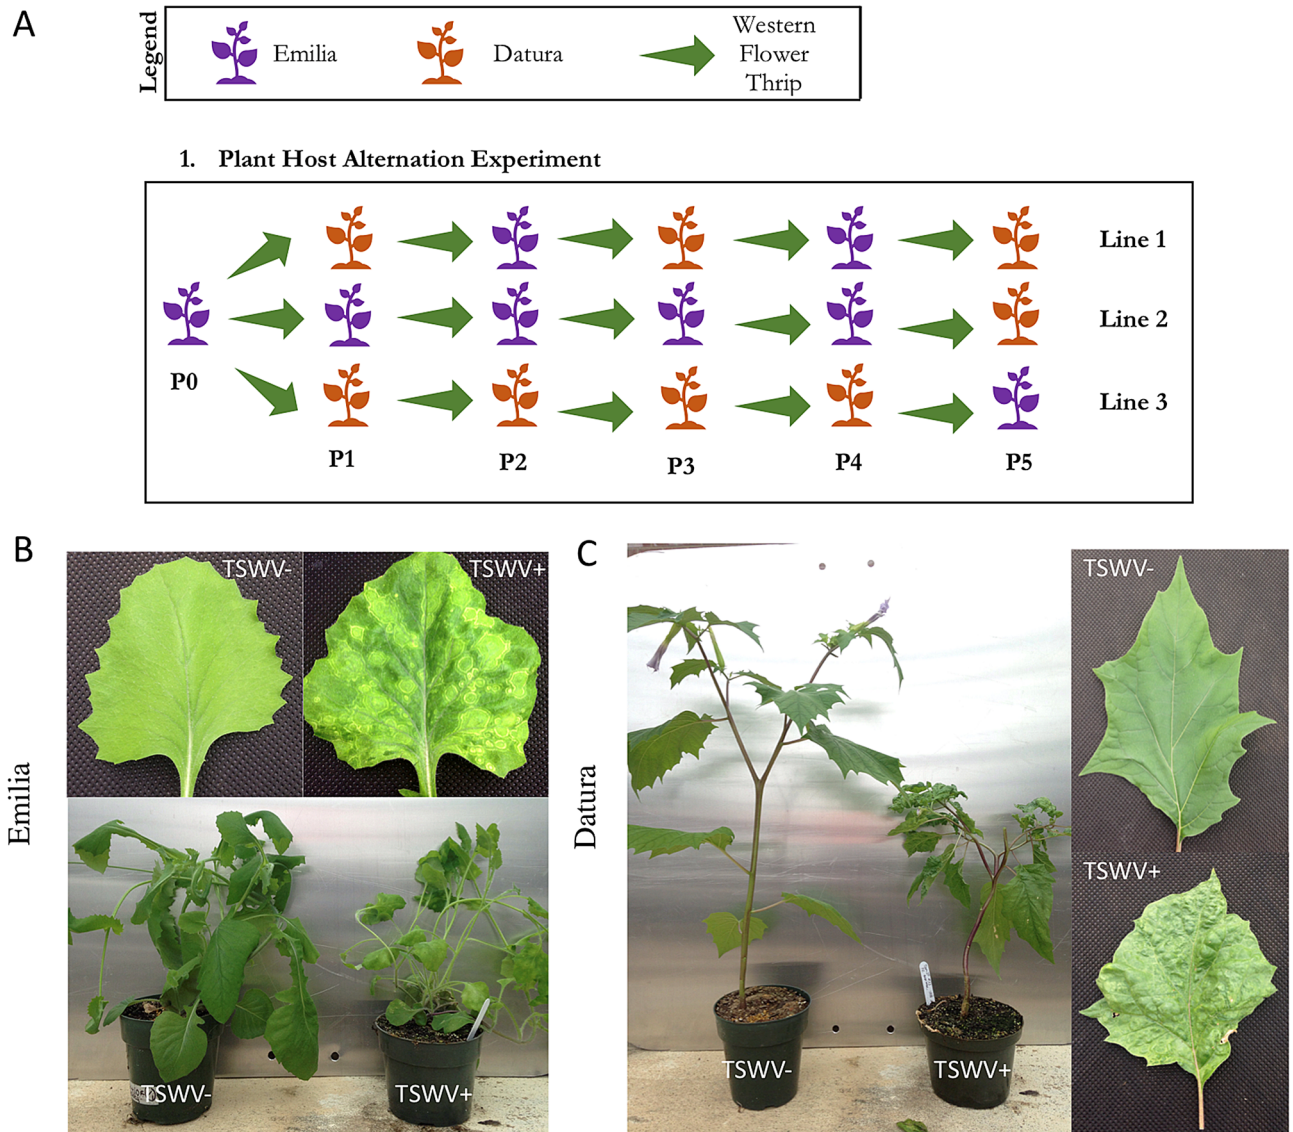 A
Legend
Emilia
Datura
Western
Flower
Thrip
1. Plant Host Alternation Experiment
Line 1
Line 2
Line 3
P0
P1
P2
P3
P4
P5
B
Emilia
TSWV-
TSWV+
TSWV-
TSWV+
C
Datura
TSWV-
TSWV+
TSWV-
TSWV+